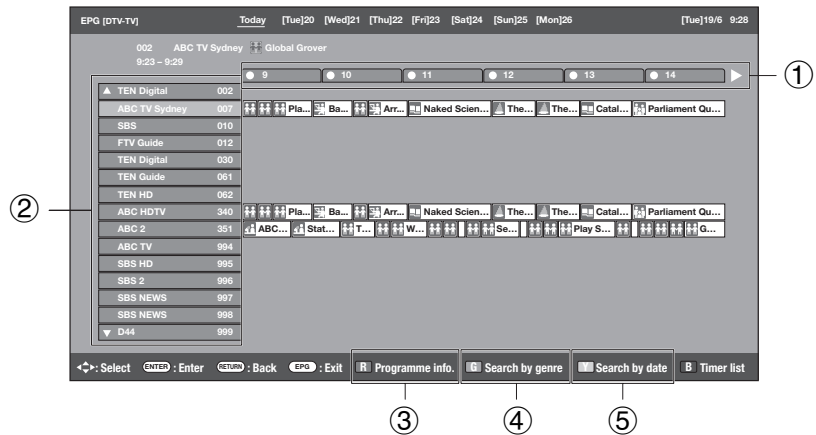 EPG [DTV-TV] Today [Tue]20 [Wed]21 [Thu]22 [Fri]23 [Sat]24 [Sun]25 [Mon]26 [Tue]19/6 9:28
002 ABC TV Sydney Global Grover
9:23 – 9:29
9 10 11 12 13 14 ①
TEN Digital 002
ABC TV Sydney 007 Pla... Ba... Arr... Naked Scien... The... The... Catal... Parliament Qu...
SBS 010
FTV Guide 012
TEN Digital 030
TEN Guide 061
TEN HD 062
② ABC HDTV 340 Pla... Ba... Arr... Naked Scien... The... The... Catal... Parliament Qu...
ABC 2 351 ABC... Stat... T... W... Se... Play S... G...
ABC TV 994
SBS HD 995
SBS 2 996
SBS NEWS 997
SBS NEWS 998
D44 999
: Select ENTER : Enter RETURN : Back EPG : Exit R Programme info. G Search by genre Y Search by date B Timer list
③ ④ ⑤